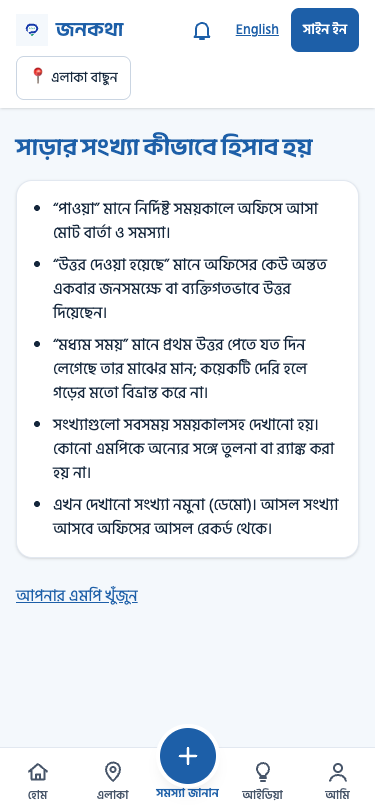 জনকথা
English
সাইন ইন
এলাকা বাছুন
সাড়ার সংখ্যা কীভাবে হিসাব হয়
“পাওয়া” মানে নির্দিষ্ট সময়কালে অফিসে আসা
মোট বার্তা ও সমস্যা।
“উত্তর দেওয়া হয়েছে” মানে অফিসের কেউ অন্তত
একবার জনসমক্ষে বা ব্যক্তিগতভাবে উত্তর
দিয়েছেন।
“মধ্যম সময়” মানে প্রথম উত্তর পেতে যত দিন
লেগেছে তার মাঝের মান; কয়েকটি দেরি হলে
গড়ের মতো বিভ্রান্ত করে না।
সংখ্যাগুলো সবসময় সময়কালসহ দেখানো হয়।
কোনো এমপিকে অন্যের সঙ্গে তুলনা বা র‍্যাঙ্ক করা
হয় না।
এখন দেখানো সংখ্যা নমুনা (ডেমো)। আসল সংখ্যা
আসবে অফিসের আসল রেকর্ড থেকে।
আপনার এমপি খুঁজুন
হোম
এলাকা
সমস্যা জানান
আইডিয়া
আমি